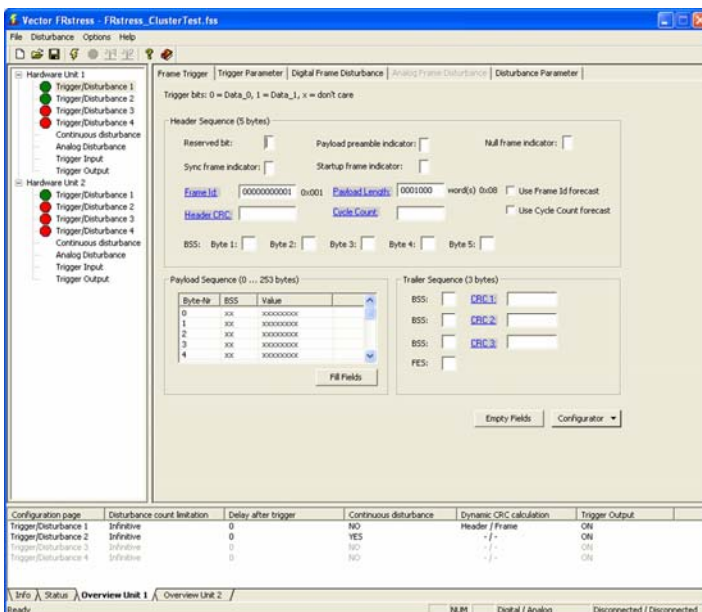 Vector FRstress - FRstress_ClusterTest.fss
File Disturbance Options Help
Hardware Unit 1
Trigger/Disturbance 1
Trigger/Disturbance 2
Trigger/Disturbance 3
Trigger/Disturbance 4
Continuous disturbance
Analog Disturbance
Trigger Input
Trigger Output
Hardware Unit 2
Trigger/Disturbance 1
Trigger/Disturbance 2
Trigger/Disturbance 3
Trigger/Disturbance 4
Continuous disturbance
Analog Disturbance
Trigger Input
Trigger Output
Frame Trigger Trigger Parameter Digital Frame Disturbance Analog Frame Disturbance Disturbance Parameter
Trigger bits: 0 = Data_0, 1 = Data_1, x = don't care
Header Sequence (5 bytes)
Reserved bit: Payload preamble indicator: Null frame indicator:
Sync frame indicator: Startup frame indicator:
Frame Id: 00000000001 0x001 Payload Length: 0001000 word(s) 0x08 Use Frame Id forecast
Header CRC: Cycle Count: Use Cycle Count forecast
BSS: Byte 1: Byte 2: Byte 3: Byte 4: Byte 5:
Payload Sequence (0 ... 253 bytes)
Byte-Nr BSS Value
0 xx xxxxxxxx
1 xx xxxxxxxx
2 xx xxxxxxxx
3 xx xxxxxxxx
4 xx xxxxxxxx
Fill Fields
Trailer Sequence (3 bytes)
BSS: CRC 1:
BSS: CRC 2:
BSS: CRC 3:
FES:
Empty Fields Configurator
Configuration page Disturbance count limitation Delay after trigger Continuous disturbance Dynamic CRC calculation Trigger Output
Trigger/Disturbance 1 Infinitive 0 NO Header / Frame ON
Trigger/Disturbance 2 Infinitive 0 YES - / - ON
Trigger/Disturbance 3 Infinitive 0 NO - / - ON
Trigger/Disturbance 4 Infinitive 0 NO - / - ON
Info Status Overview Unit 1 Overview Unit 2
Ready NUM Digital / Analog Disconnected / Disconnected